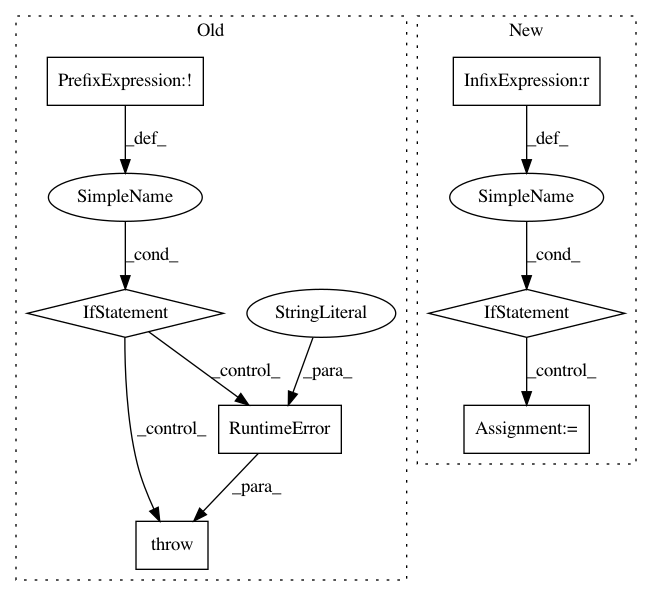 Old
New
PrefixExpression:!
InfixExpression:r
_def_
_def_
SimpleName
SimpleName
_cond_
_cond_
IfStatement
StringLiteral
IfStatement
_control_
_para_
_control_
_control_
RuntimeError
Assignment:=
_para_
throw